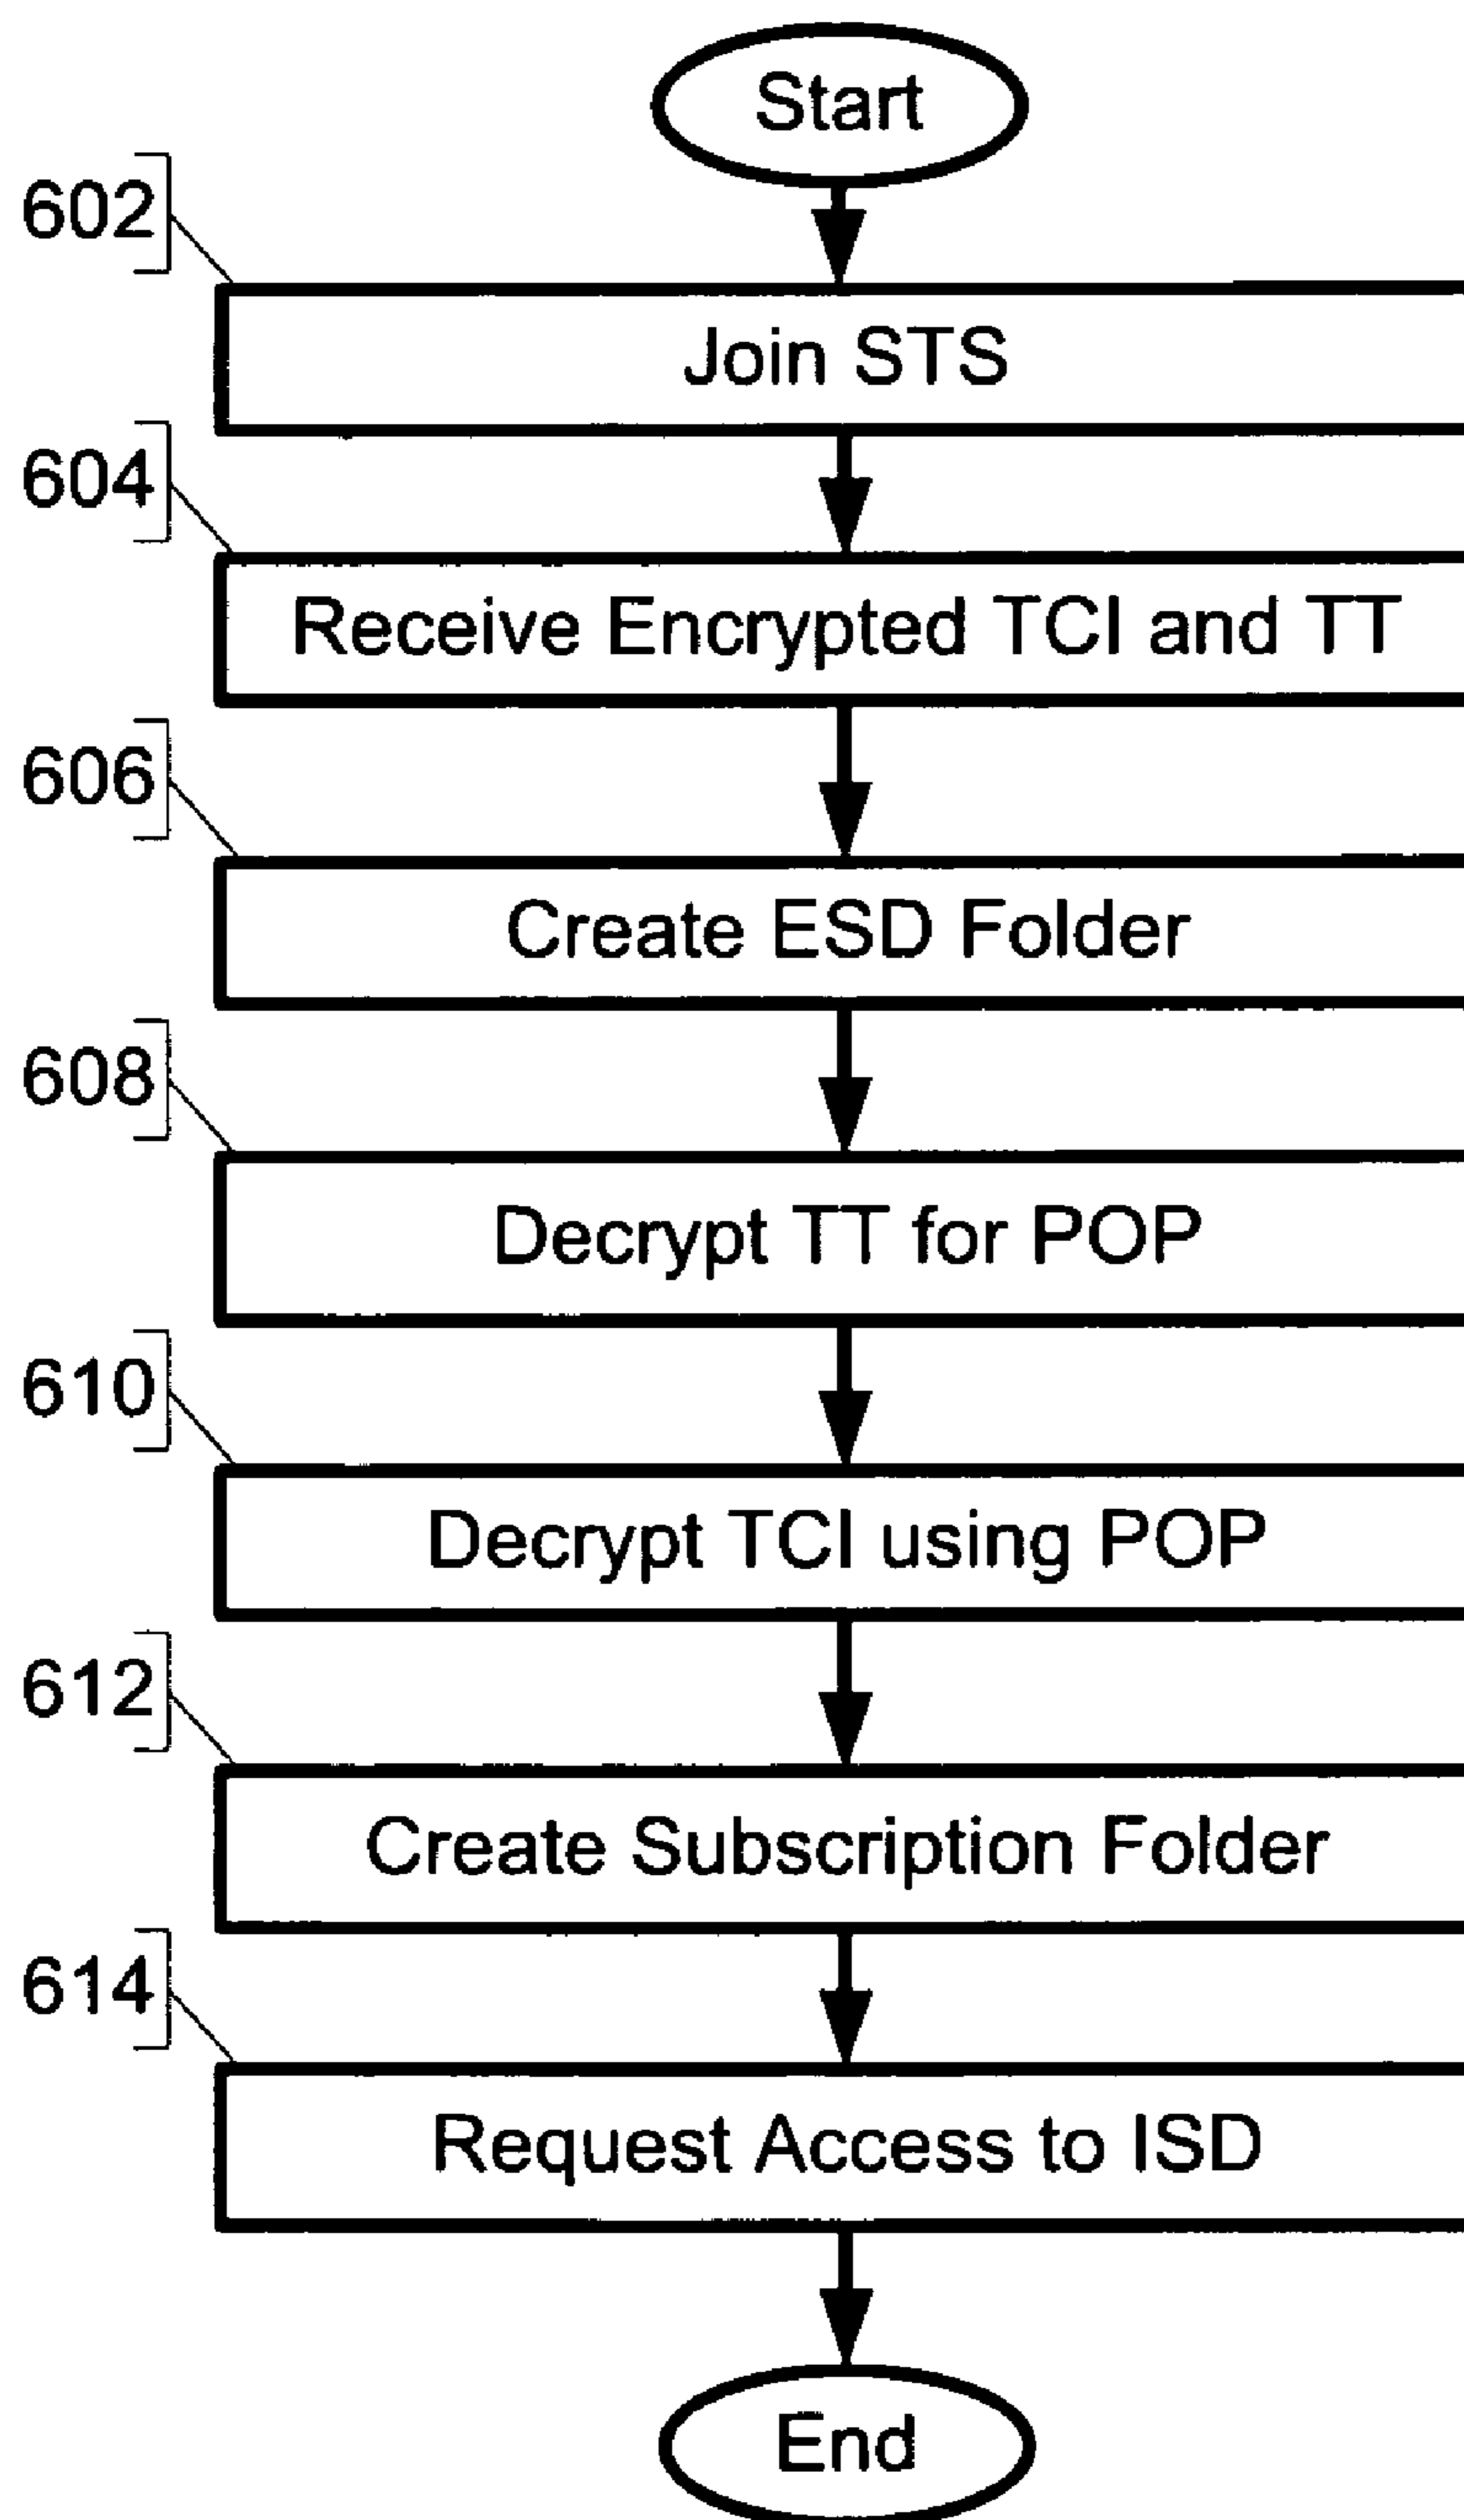 Start
602
Join STS
604
Receive Encrypted TCI and TT
606
Create ESD Folder
608
Decrypt TT for POP
610
Decrypt TCI using POP
612
Create Subscription Folder
614
Request Access to ISD
End